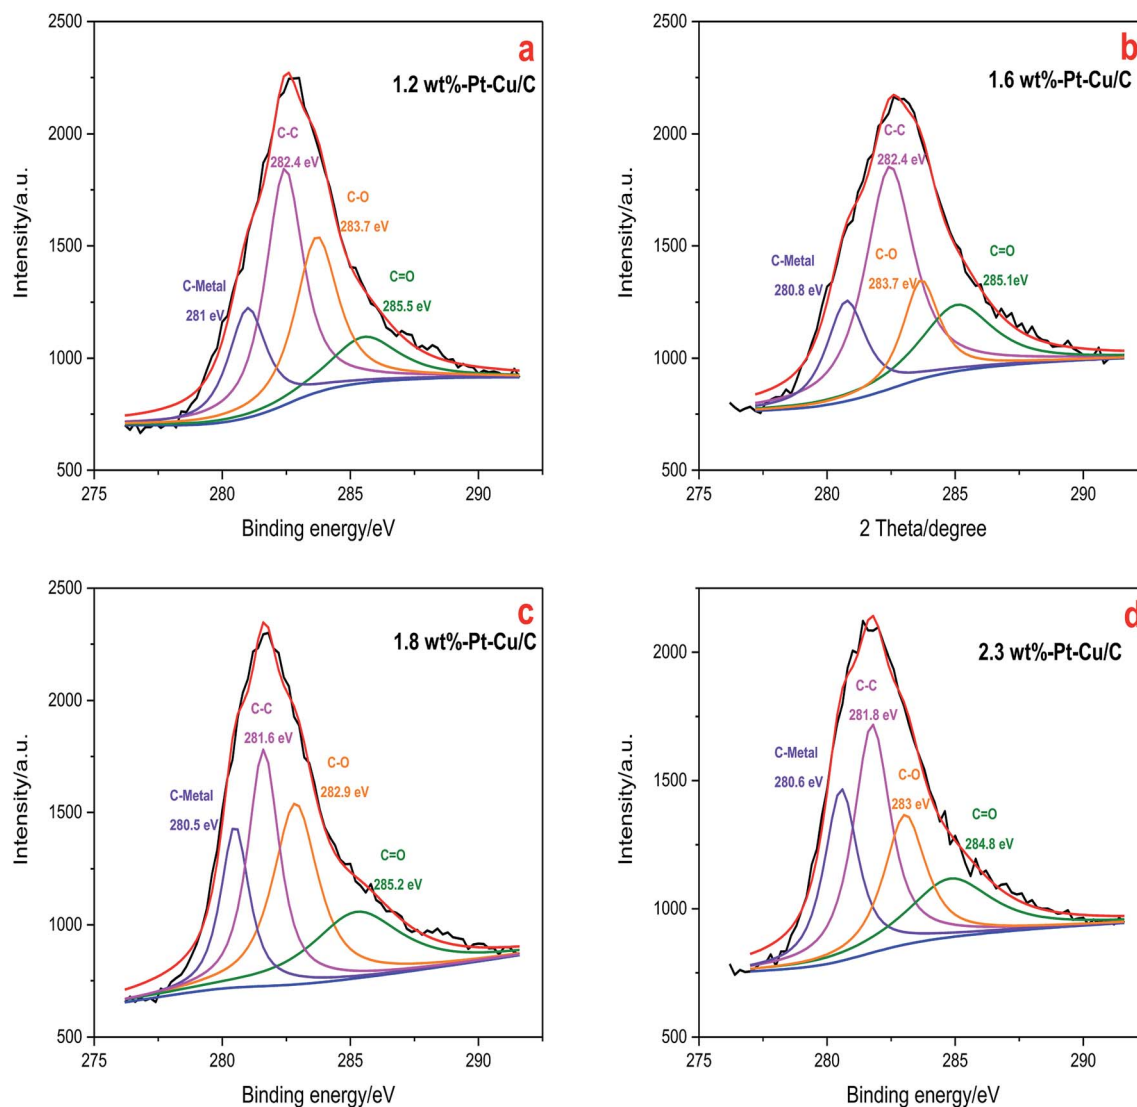 a
1.2 wt%-Pt-Cu/C
2500
2000
1500
1000
500
Intensity/a.u.
C-C
282.4 eV
C-O
283.7 eV
C-Metal
281 eV
C=O
285.5 eV
275
280
285
290
Binding energy/eV
b
1.6 wt%-Pt-Cu/C
2500
2000
1500
1000
500
Intensity/a.u.
C-C
282.4 eV
C-Metal
280.8 eV
C-O
283.7 eV
C=O
285.1eV
275
280
285
290
2 Theta/degree
c
1.8 wt%-Pt-Cu/C
2500
2000
1500
1000
500
Intensity/a.u.
C-C
281.6 eV
C-O
282.9 eV
C-Metal
280.5 eV
C=O
285.2 eV
275
280
285
290
Binding energy/eV
d
2.3 wt%-Pt-Cu/C
2000
1500
1000
500
Intensity/a.u.
C-C
281.8 eV
C-Metal
280.6 eV
C-O
283 eV
C=O
284.8 eV
275
280
285
290
Binding energy/eV